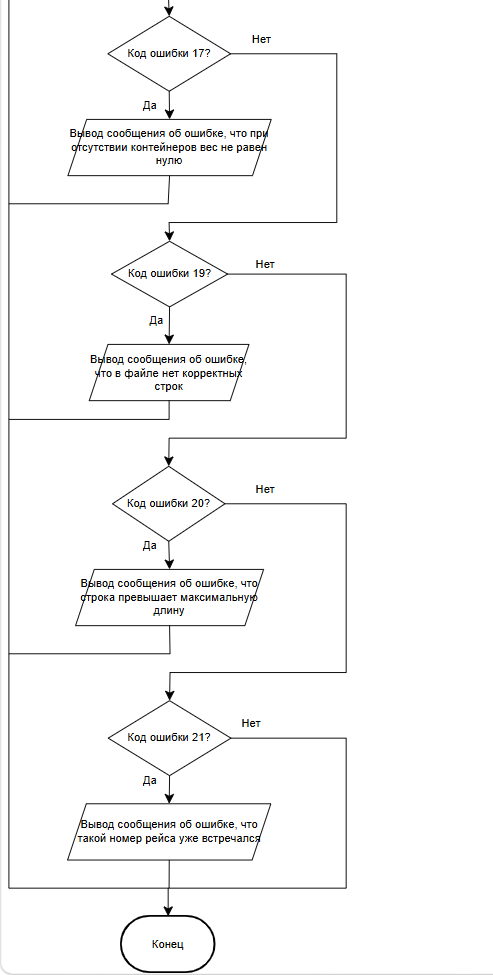 Код ошибки 17?
Нет
Да
Вывод сообщения об ошибке, что при
отсутствии контейнеров вес не равен
нулю
Код ошибки 19?
Нет
Да
Вывод сообщения об ошибке,
что в файле нет корректных
строк
Код ошибки 20?
Нет
Да
Вывод сообщения об ошибке, что
строка превышает максимальную
длину
Код ошибки 21?
Нет
Да
Вывод сообщения об ошибке, что
такой номер рейса уже встречался
Конец